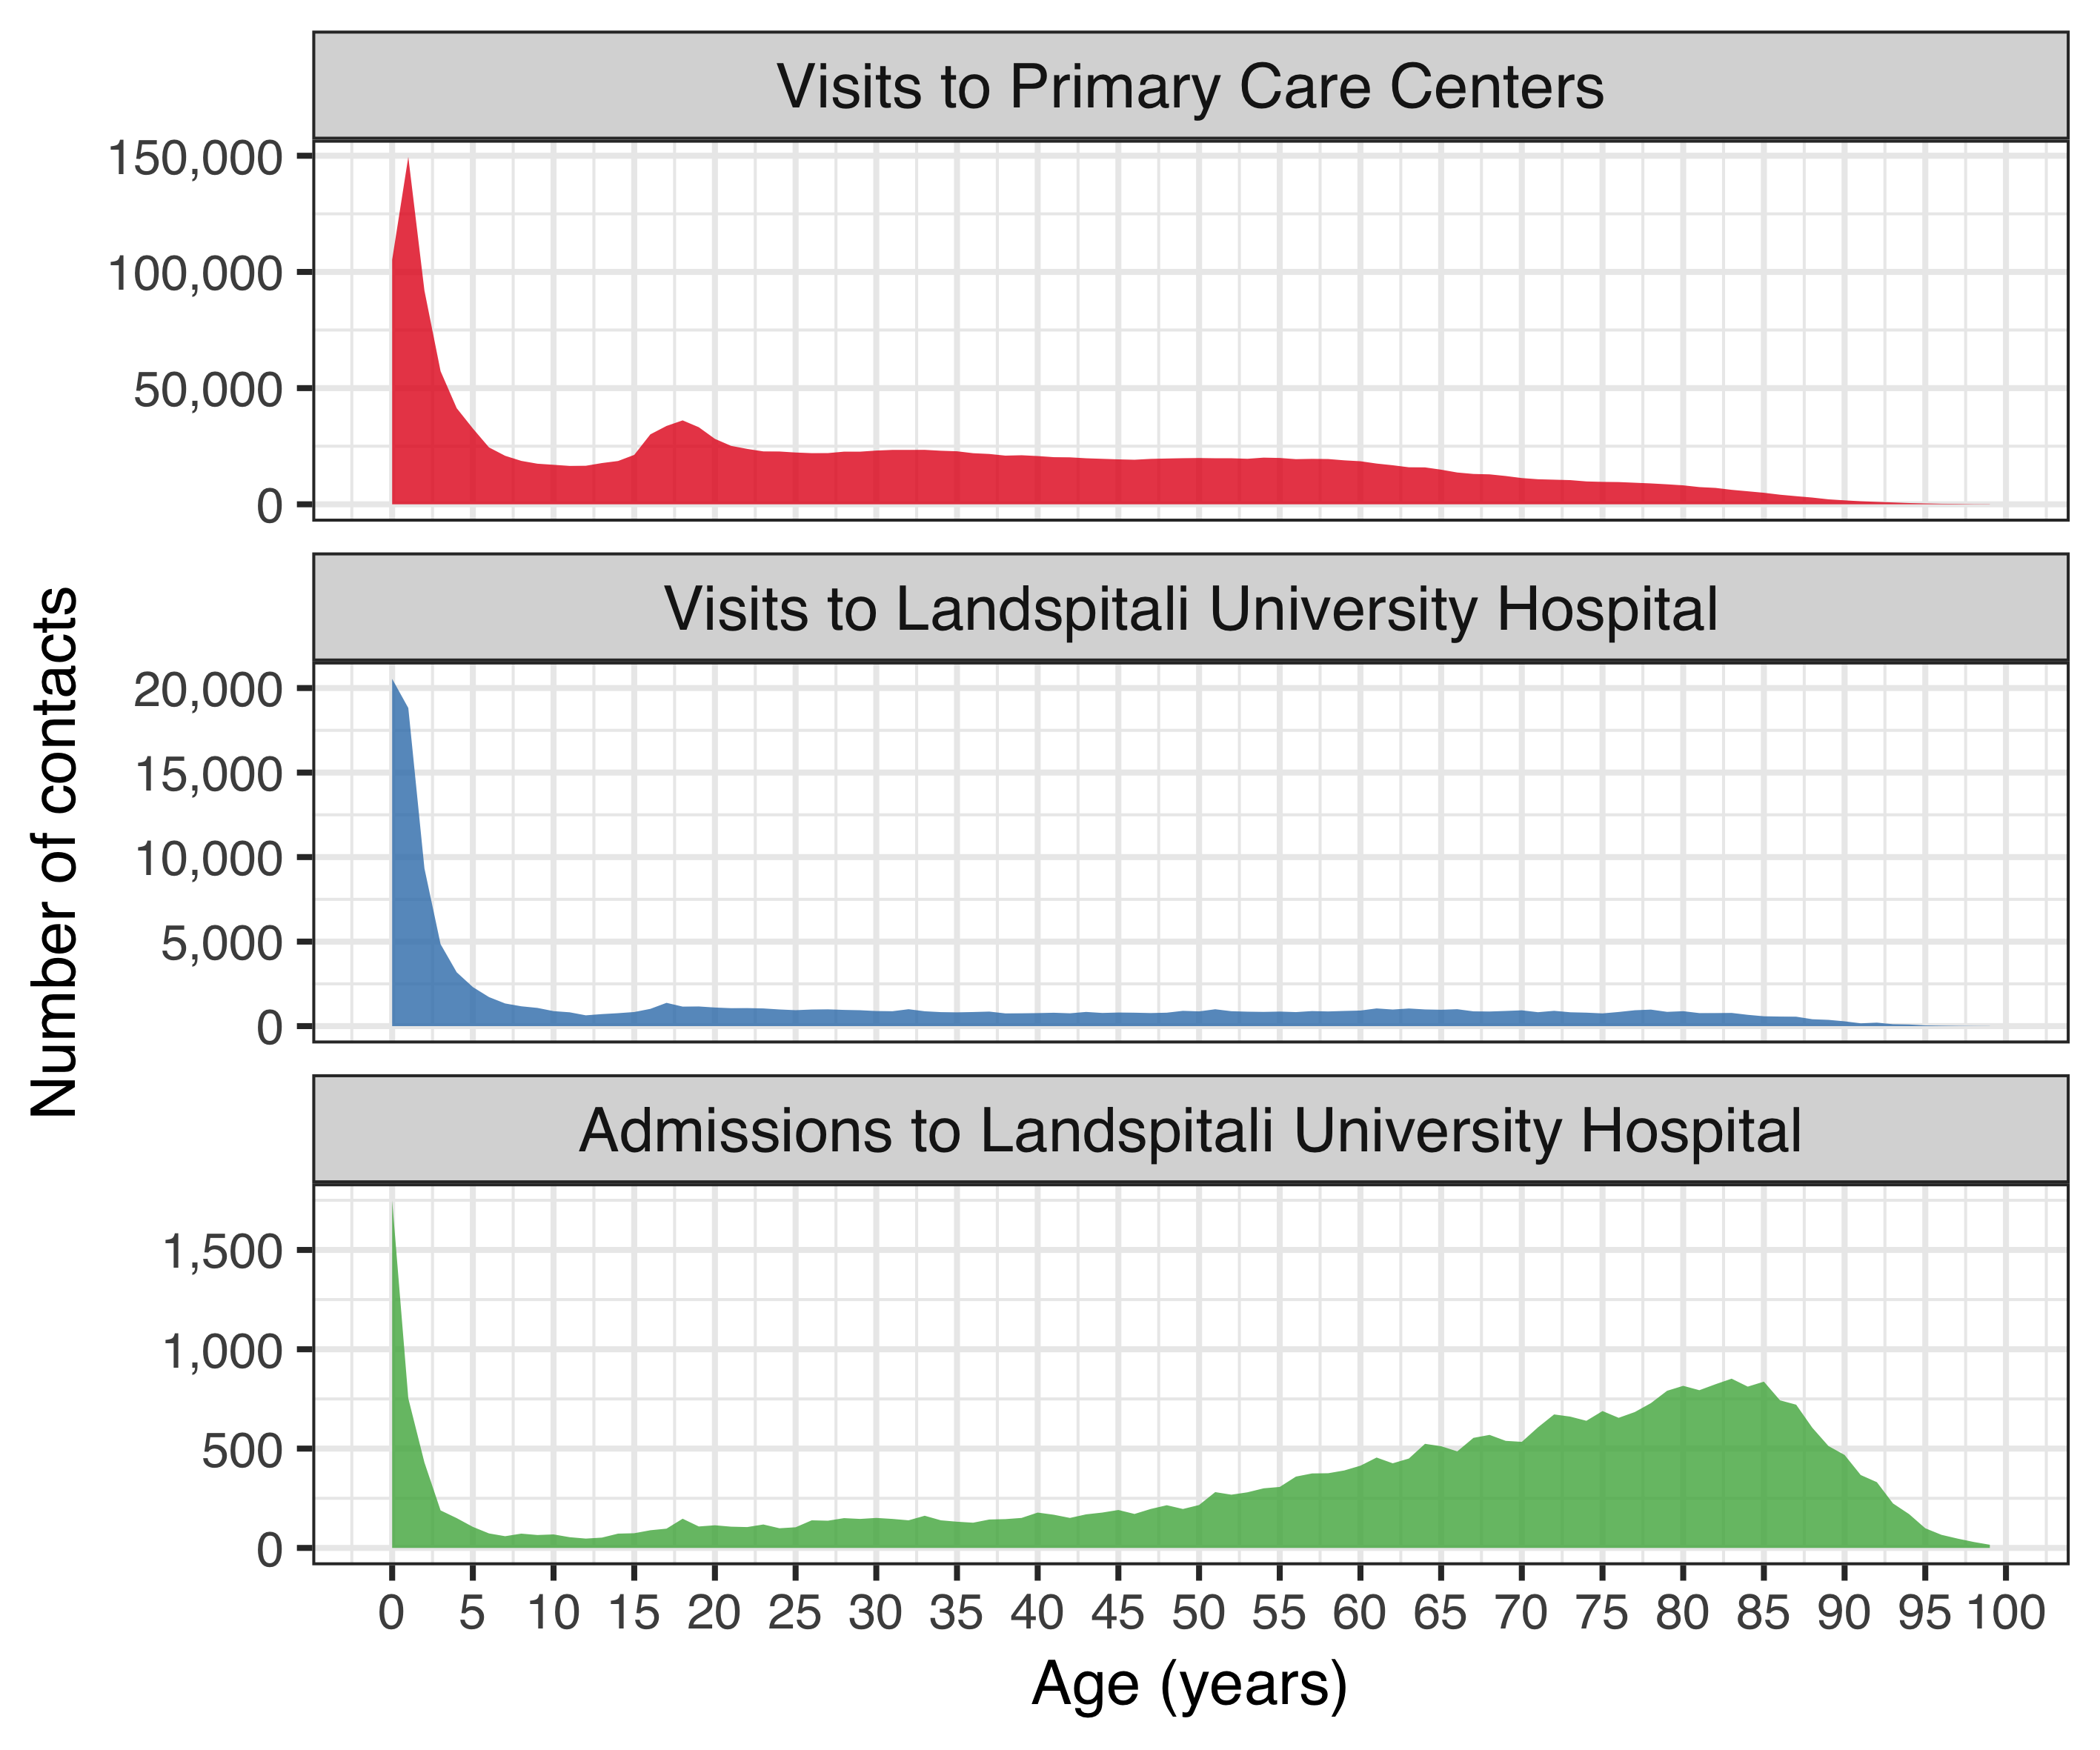 Visits to Primary Care Centers
150,000
100,000
50,000
0
Visits to Landspitali University Hospital
20,000
15,000
10,000
5,000
0
Admissions to Landspitali University Hospital
1,500
1,000
500
0
0 5 10 15 20 25 30 35 40 45 50 55 60 65 70 75 80 85 90 95 100
Age (years)
Number of contacts